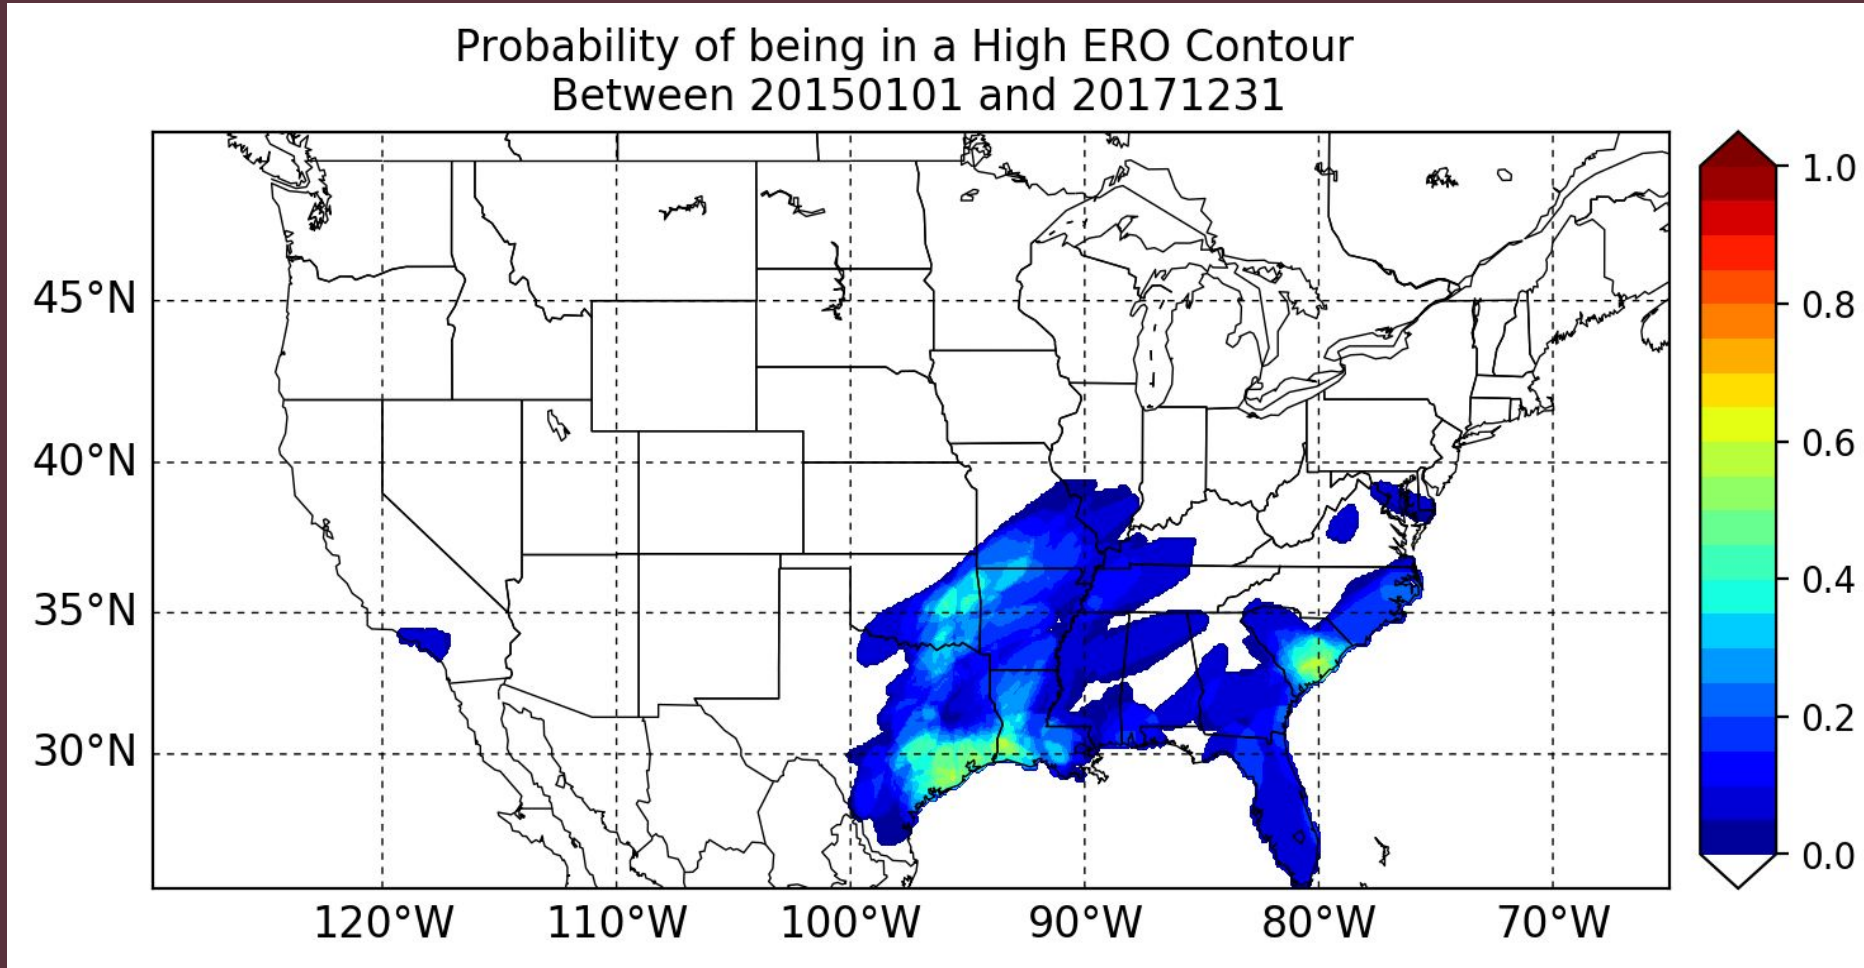 Probability of being in a High ERO Contour
Between 20150101 and 20171231
45°N
40°N
35°N
30°N
120°W 110°W 100°W 90°W 80°W 70°W
1.0
0.8
0.6
0.4
0.2
0.0